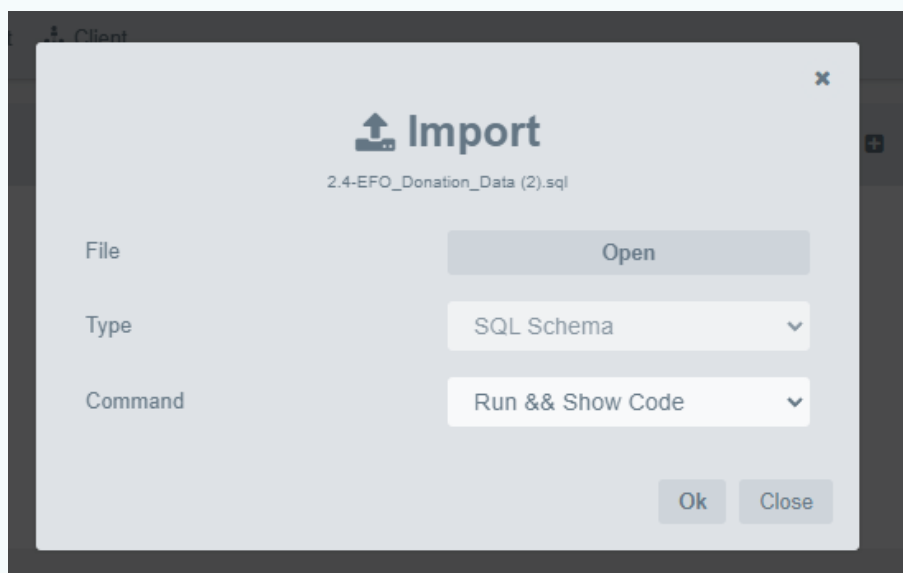 t Client
Import
2.4-EFO_Donation_Data (2).sql
File Open
Type SQL Schema
Command Run && Show Code
Ok Close